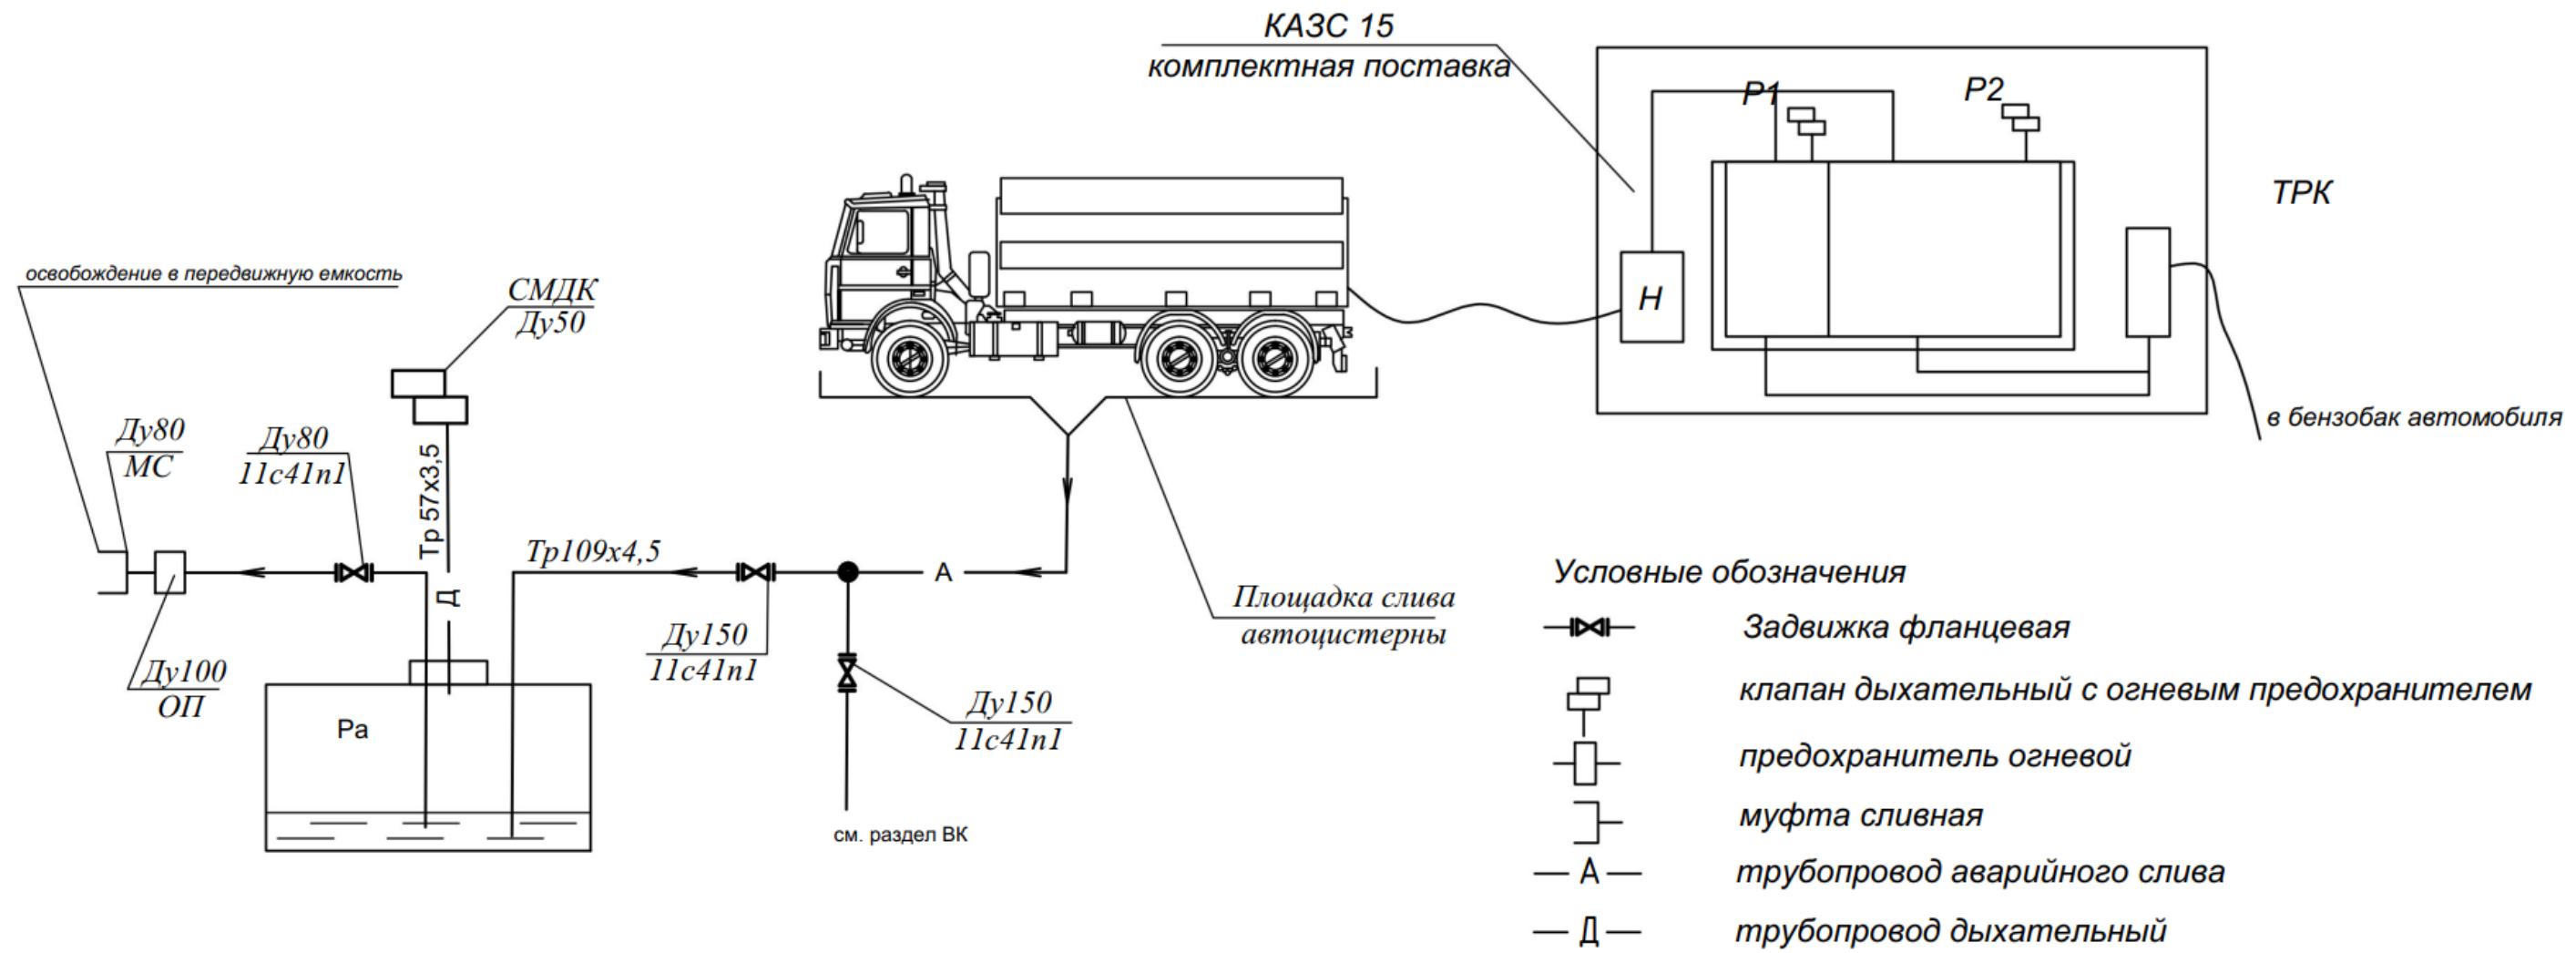 КАЗС 15
комплектная поставка
Р1
Р2
ТРК
Н
в бензобак автомобиля
освобождение в передвижную емкость
СМДК
Ду50
Ду80
МС
Ду80
11с41п1
Тр 57х3,5
Д
Тр109х4,5
А
Ду100
ОП
Ра
Ду150
11с41п1
Ду150
11с41п1
см. раздел ВК
Площадка слива
автоцистерны
Условные обозначения
Задвижка фланцевая
клапан дыхательный с огневым предохранителем
предохранитель огневой
муфта сливная
А
трубопровод аварийного слива
Д
трубопровод дыхательный